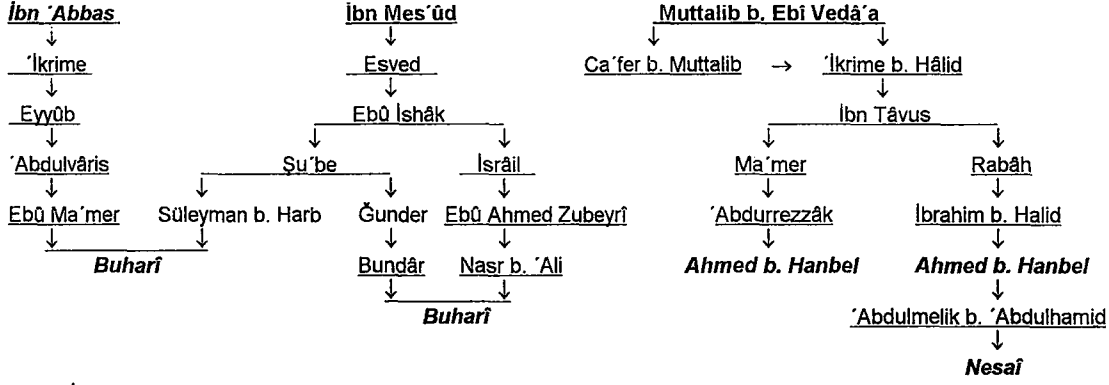 İbn ´Abbas İbn Mes´ûd Muttalib b. Ebî Vedâ´a
´İkrime Esved Ca´fer b. Muttalib → ´İkrime b. Hâlid
Eyyûb Ebû İshâk İbn Tâvus
´Abdulvâris Şu´be İsrâil Ma´mer Rabâh
Ebû Ma´mer Süleyman b. Harb Ğunder Ebû Ahmed Zubeyrî ´Abdurrezzâk İbrahim b. Halid
Buharî Bundâr Nasr b. ´Ali Ahmed b. Hanbel Ahmed b. Hanbel
Buharî ´Abdulmelik b. ´Abdulhamid
Nesaî